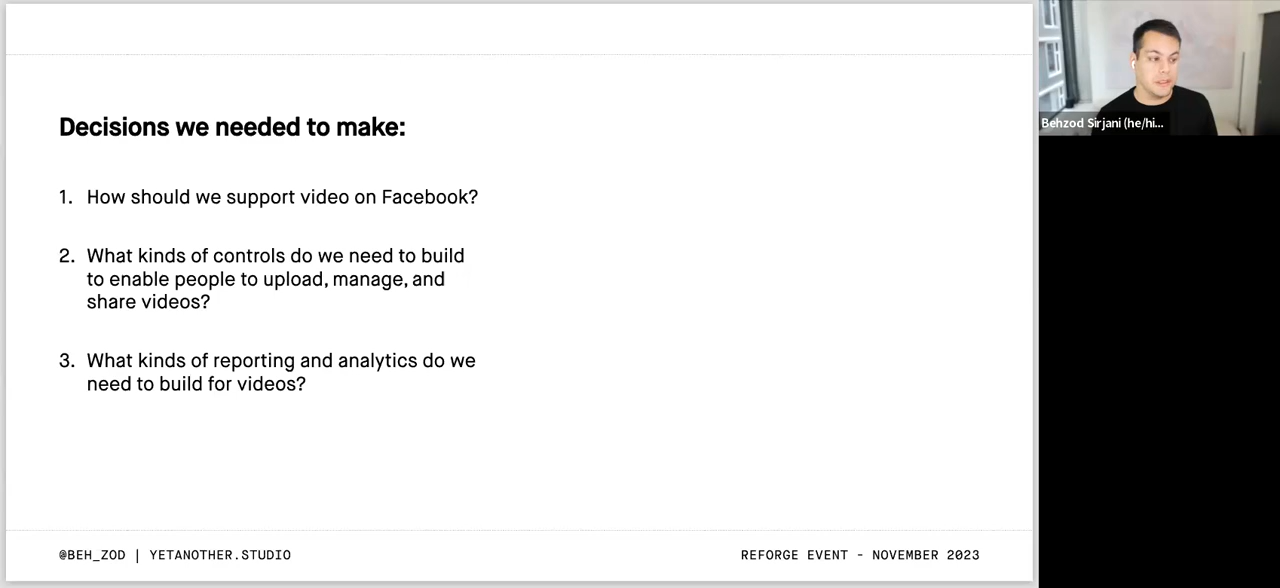 Decisions we needed to make:
1. How should we support video on Facebook?
2. What kinds of controls do we need to build
to enable people to upload, manage, and
share videos?
3. What kinds of reporting and analytics do we
need to build for videos?
@BEH_ZOD | YETANOTHER.STUDIO
REFORGE EVENT - NOVEMBER 2023
Behzod Sirjani (he/hi...